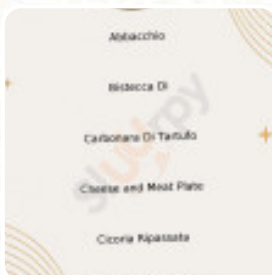 Abbacchio
Bistecca Di
Carbonara Di Tartufo
Cheese and Meat Plate
Cicoria Ripassata